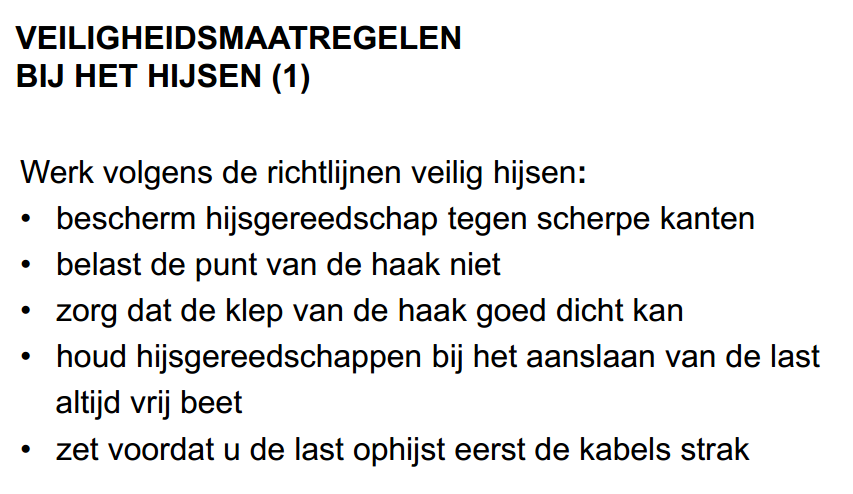 VEILIGHEIDSMAATREGELEN
BIJ HET HIJSEN (1)
Werk volgens de richtlijnen veilig hijsen:
• bescherm hijsgereedschap tegen scherpe kanten
• belast de punt van de haak niet
• zorg dat de klep van de haak goed dicht kan
• houd hijsgereedschappen bij het aanslaan van de last
altijd vrij beet
• zet voordat u de last ophijst eerst de kabels strak